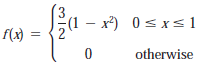 f(x) = { 3/2 (1 − x²) 0 ≤ x ≤ 1
0 otherwise